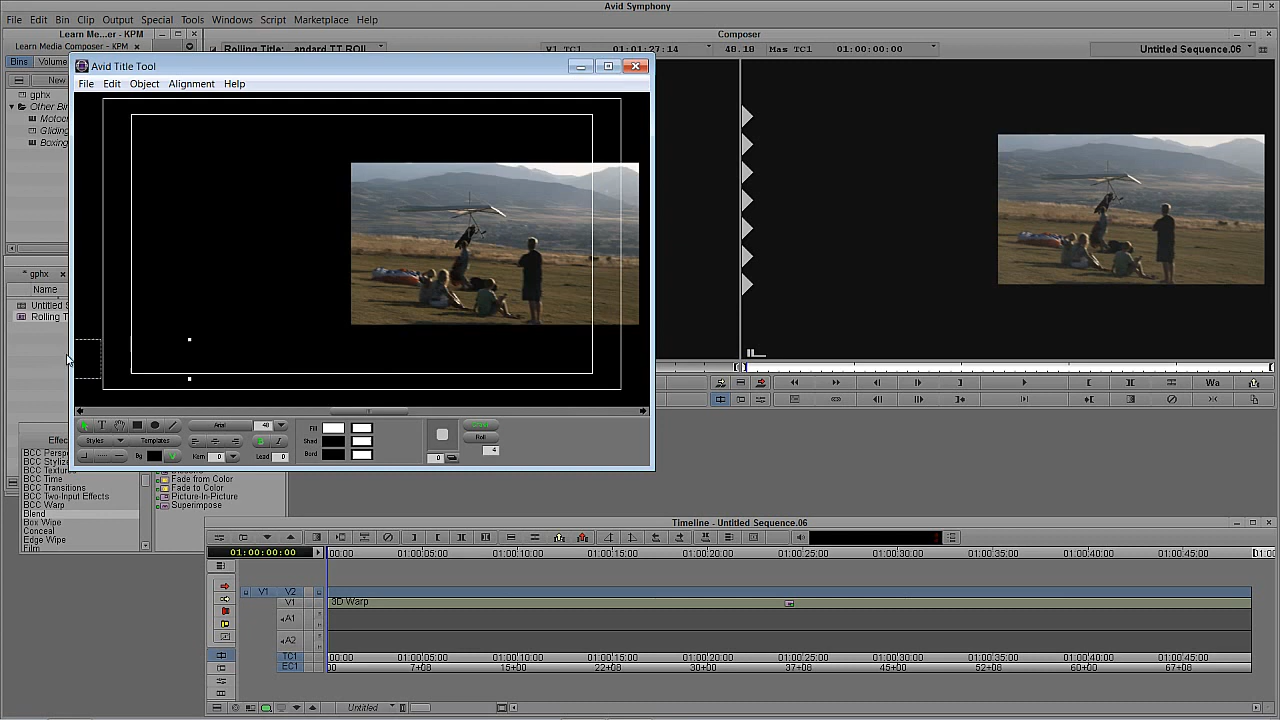 Avid Symphony
File Edit Bin Clip Output Special Tools Windows Script Marketplace Help
Learn Me...er - KPM
Composer
Learn Media Composer - KPM
Rolling Title: andard TT ROLL
V1 TC1 01:01:27:14
48.18 Mas TC1 01:00:00:00
Untitled Sequence.06
Bins Volume
Avid Title Tool
New
File Edit Object Alignment Help
gphx
Other Bin
Motoc
Gliding
Boxing
gphx
Name
Untitled S
Rolling T
Wa
Arial 48
Styles Templates
Bg
Kern 0 Lead 0
Fill
Shad
Bord
0
Roll
4
Effec
BCC Perspe
BCC Stylize
BCC Textures
BCC Time
BCC Transitions
BCC Two-Input Effects
BCC Warp
Blend
Box Wipe
Conceal
Edge Wipe
Film
Fade from Color
Fade to Color
Picture-In-Picture
Superimpose
Timeline - Untitled Sequence.06
01:00:00:00
00:00 01:00:05:00 01:00:10:00 01:00:15:00 01:00:20:00 01:00:25:00 01:00:30:00 01:00:35:00 01:00:40:00 01:00:45:00
V1 V2
V1 3D Warp
A1
A2
TC1 00:00 01:00:05:00 01:00:10:00 01:00:15:00 01:00:20:00 01:00:25:00 01:00:30:00 01:00:35:00 01:00:40:00 01:00:45:00
EC1 7+08 15+00 22+08 30+00 37+08 45+00 52+08 60+00 67+08
Untitled